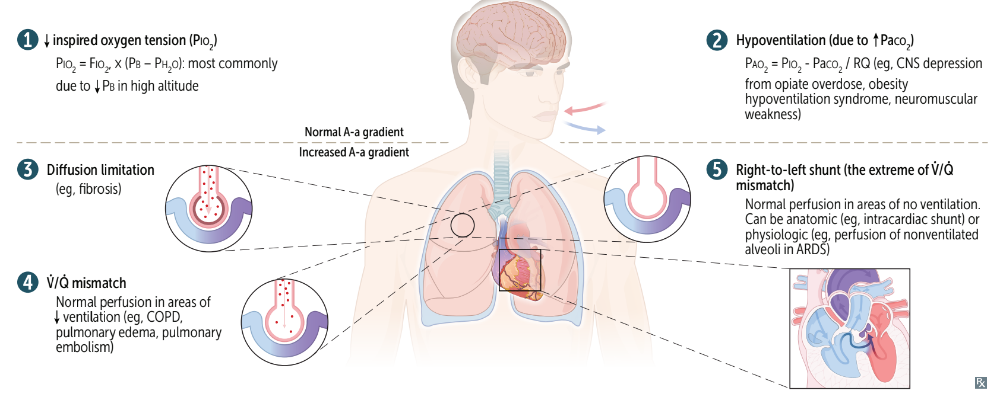 1 ↓ inspired oxygen tension (PIO₂)
PIO₂ = FIO₂, x (PB – PH₂O): most commonly
due to ↓ PB in high altitude
2 Hypoventilation (due to ↑ PaCO₂)
PAO₂ = PIO₂ - PaCO₂ / RQ (eg, CNS depression
from opiate overdose, obesity
hypoventilation syndrome, neuromuscular
weakness)
Normal A-a gradient
Increased A-a gradient
3 Diffusion limitation
(eg, fibrosis)
4 V̇/Q̇ mismatch
Normal perfusion in areas of
↓ ventilation (eg, COPD,
pulmonary edema, pulmonary
embolism)
5 Right-to-left shunt (the extreme of V̇/Q̇
mismatch)
Normal perfusion in areas of no ventilation.
Can be anatomic (eg, intracardiac shunt) or
physiologic (eg, perfusion of nonventilated
alveoli in ARDS)
Rx